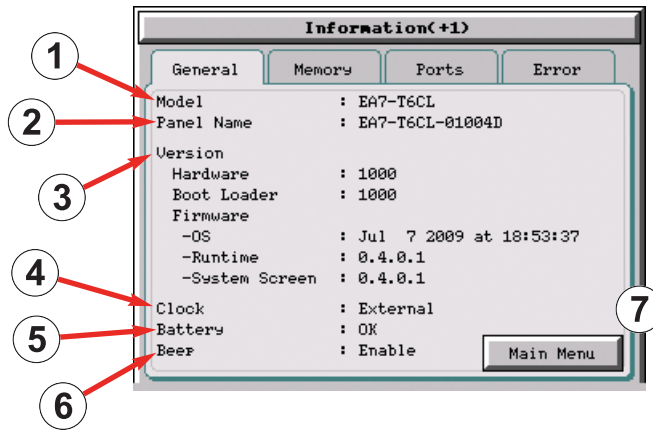 Information(+1)
General Memory Ports Error
1
Model : EA7-T6CL
2
Panel Name : EA7-T6CL-01004D
3
Version
Hardware : 1000
Boot Loader : 1000
Firmware
-OS : Jul 7 2009 at 18:53:37
-Runtime : 0.4.0.1
-System Screen : 0.4.0.1
4
Clock : External
7
5
Battery : OK
6
Beep : Enable
Main Menu